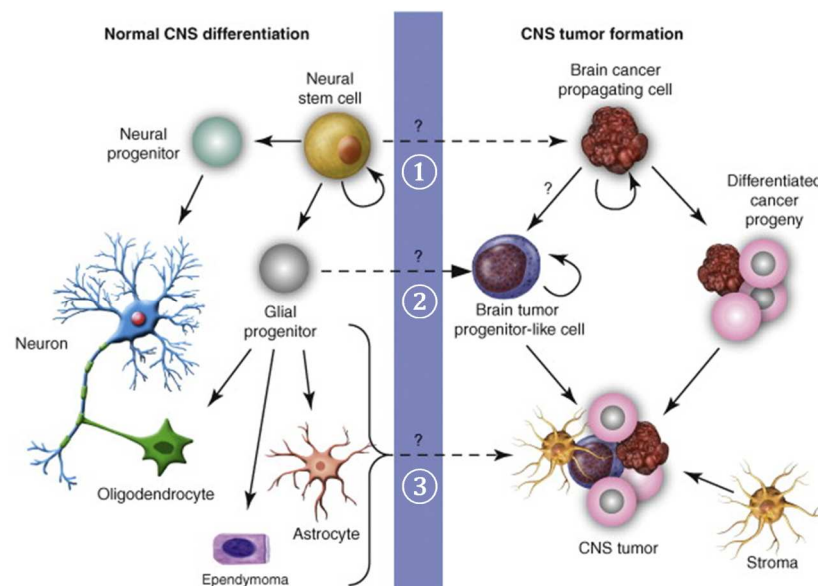 Normal CNS differentiation
CNS tumor formation
Neural
stem cell
Brain cancer
propagating cell
Neural
progenitor
?
①
Differentiated
cancer
progeny
?
?
②
Glial
progenitor
Brain tumor
progenitor-like cell
Neuron
?
③
Oligodendrocyte
Astrocyte
CNS tumor
Stroma
Ependymoma